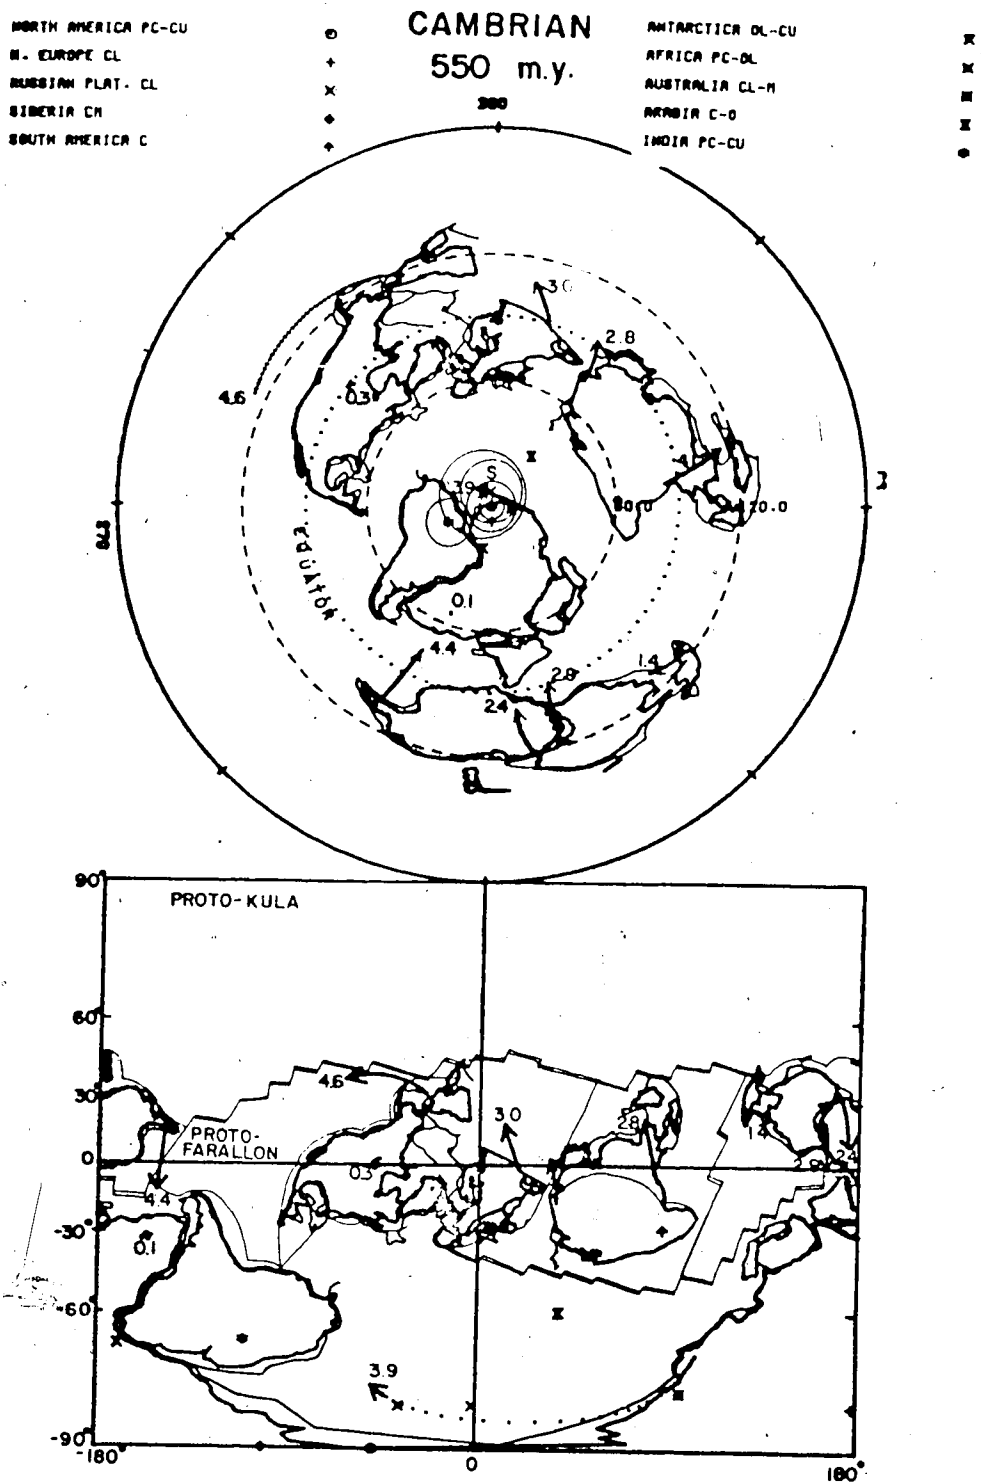 CAMBRIAN
550 m.y.
NORTH AMERICA PC-CU
N. EUROPE CL
RUSSIAN PLAT. CL
SIBERIA CM
SOUTH AMERICA C
ANTARCTICA OL-CU
AFRICA PC-OL
AUSTRALIA CL-M
ARABIA C-O
INDIA PC-CU
3.0
2.8
4.6
0.3
S
20.0
270
EQUATOR
0.1
4.4
1.4
2.8
2.4
90°
PROTO-KULA
60°
4.6
30°
3.0
2.8
PROTO-
FARALLON
1.4
0
0.3
2.9
2.4
4.4
-30°
0.1
-60°
3.9
-90°
-180°
0
180°